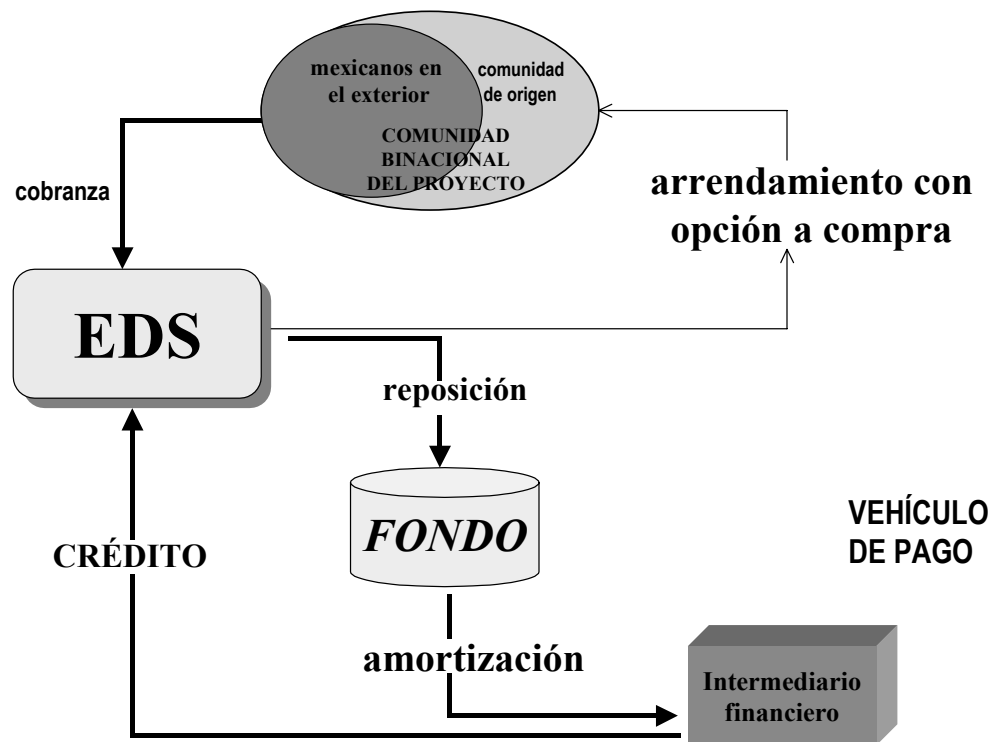 mexicanos en
el exterior
comunidad
de origen
COMUNIDAD
BINACIONAL
DEL PROYECTO
cobranza
arrendamiento con
opción a compra
EDS
reposición
FONDO
VEHÍCULO
DE PAGO
CRÉDITO
amortización
Intermediario
financiero